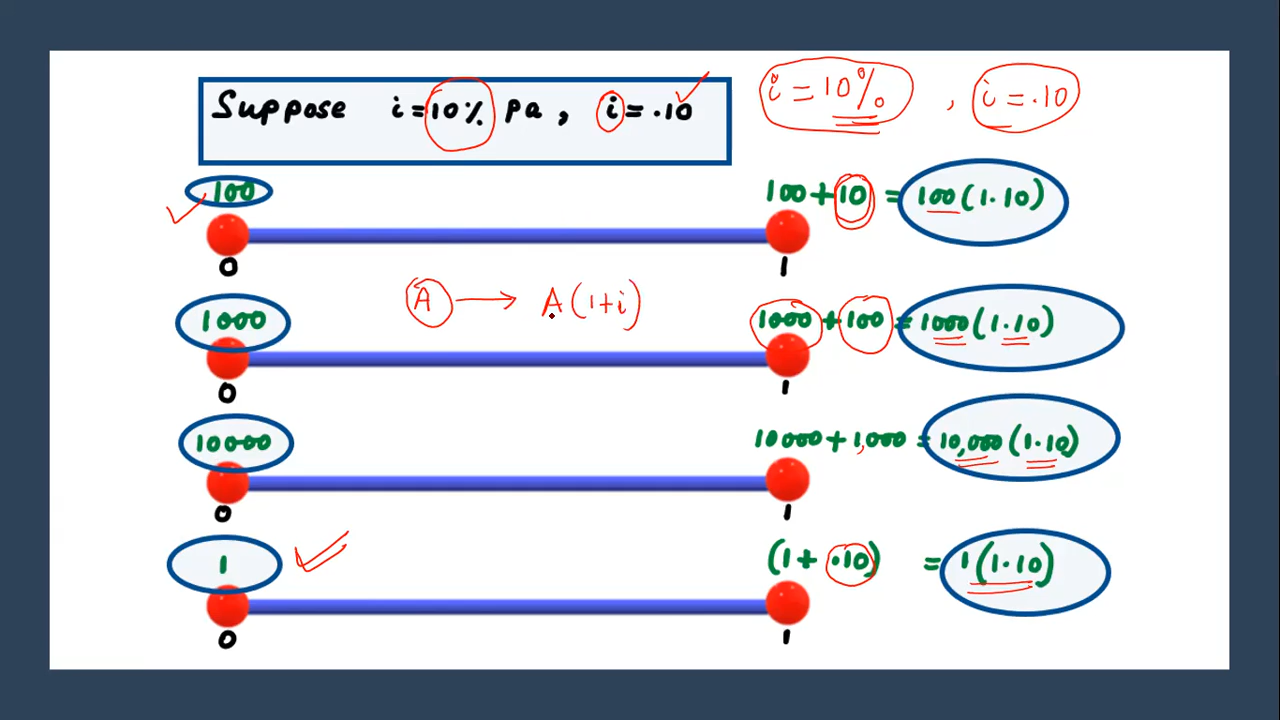 Suppose i=10% pa, i=.10
i=10%, i=.10
100
100+10 = 100(1.10)
0 1
A → A(1+i)
1000
1000+100 = 1000(1.10)
0 1
10000
10000+1,000 = 10,000(1.10)
0 1
1
(1+.10) = 1(1.10)
0 1